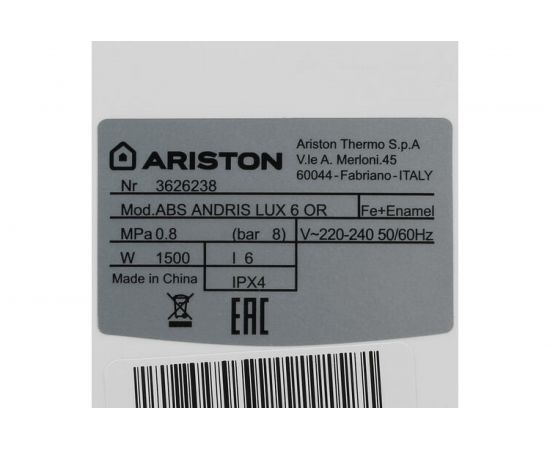 ARISTON
Ariston Thermo S.p.A
V.le A. Merloni.45
60044-Fabriano-ITALY
Nr 3626238
Mod.ABS ANDRIS LUX 6 OR Fe+Enamel
MPa 0.8 (bar 8) V~220-240 50/60Hz
W 1500 l 6
Made in China IPX4
EAC